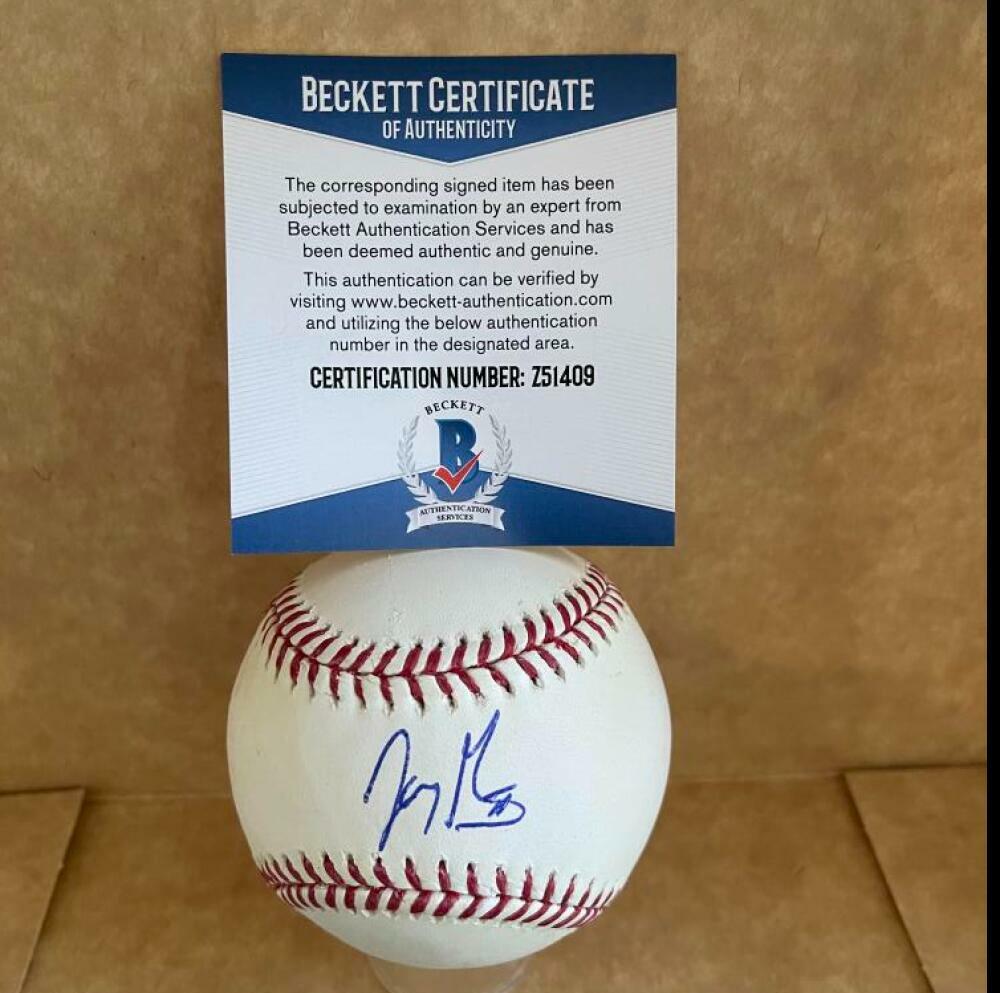 BECKETT CERTIFICATE
OF AUTHENTICITY
The corresponding signed item has been
subjected to examination by an expert from
Beckett Authentication Services and has
been deemed authentic and genuine.
This authentication can be verified by
visiting www.beckett-authentication.com
and utilizing the below authentication
number in the designated area.
CERTIFICATION NUMBER: Z51409
BECKETT
B
AUTHENTICATION
SERVICES